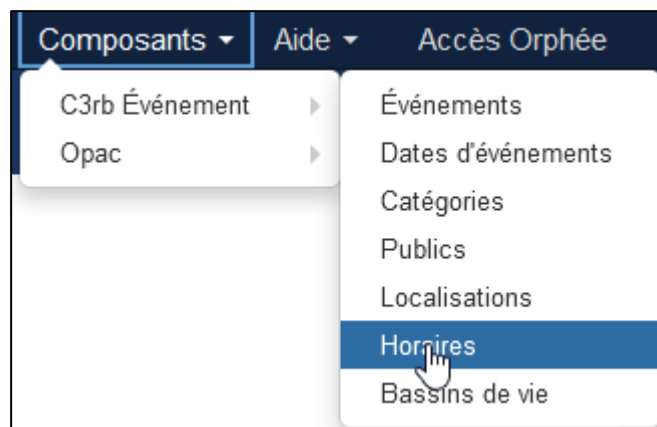 Composants Aide Accès Orphée
C3rb Événement
Opac
Événements
Dates d'événements
Catégories
Publics
Localisations
Horaires
Bassins de vie